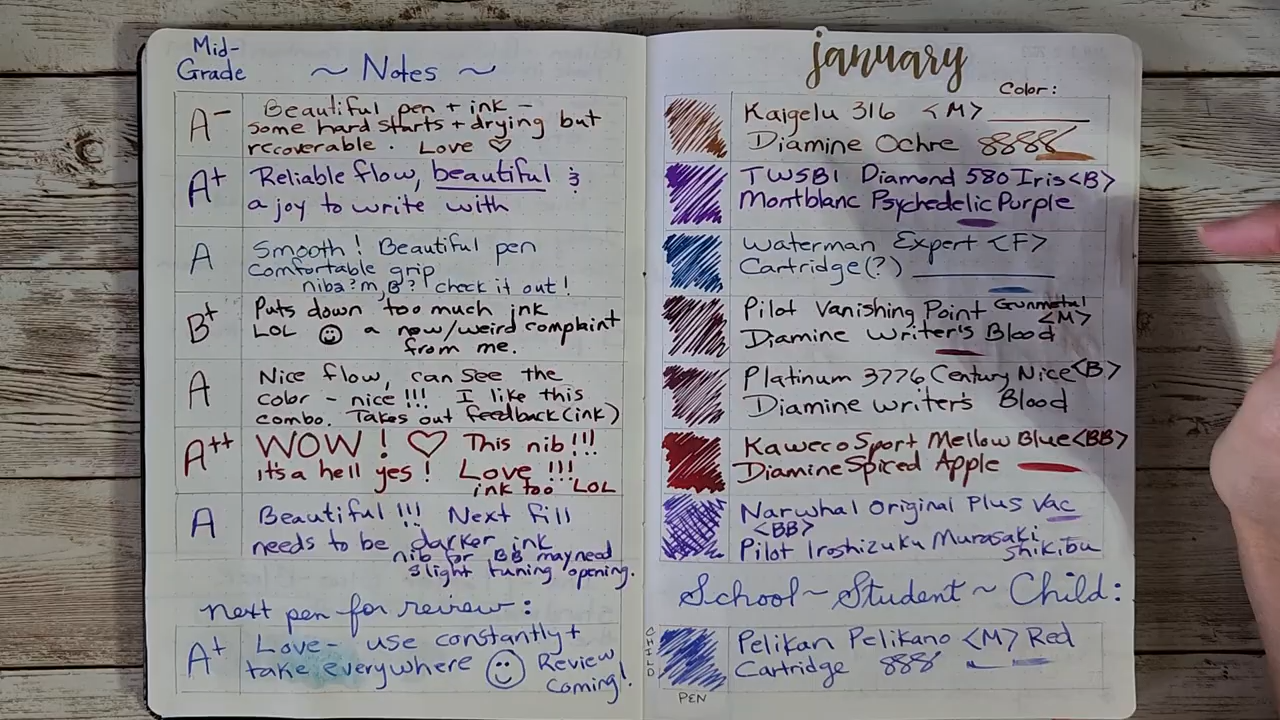 Mid-
Grade
~ Notes ~
A-
Beautiful pen + ink -
some hard starts + drying but
recoverable. Love ♡
A+
Reliable flow, beautiful &
a joy to write with
A
Smooth! Beautiful pen
Comfortable grip
nibs? m, B? check it out!
B+
Puts down too much ink
LOL ☺ a new/weird complaint
from me.
A
Nice flow, can see the
color - nice!!! I like this
combo. Takes out feedback (ink)
A++
WOW! ♡ This nib!!!
it's a hell yes! Love!!!
ink too LOL
A
Beautiful!!! Next fill
needs to be darker ink
nib for BB may need
slight tuning opening.
next pen for review:
A+
Love - use constantly +
take everywhere ☺ Review
Coming!
january
Color:
Kaigelu 316 <M>
Diamine Ochre 8888
TWSBI Diamond 580 Iris <B>
Montblanc Psychedelic Purple
Waterman Expert <F>
Cartridge(?)
Pilot Vanishing Point Gunmetal
<M>
Diamine Writer's Blood
Platinum 3776 Century Nice <B>
Diamine Writer's Blood
Kaweco Sport Mellow Blue <BB>
Diamine Spiced Apple
Narwhal Original Plus Vac
<BB>
Pilot Iroshizuku Murasaki
shikibu
School ~ Student ~ Child:
CHILD
Pelikan Pelikano <M> Red
Cartridge 888
PEN